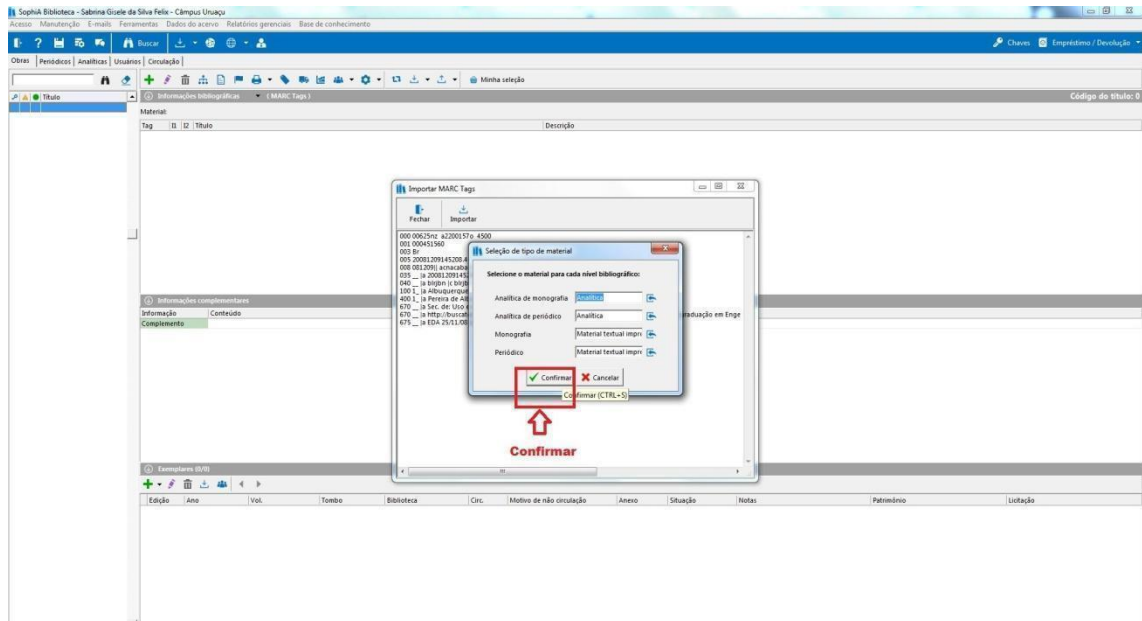 SophiA Biblioteca - Sabrina Gisele da Silva Felix - Câmpus Uruaçu
Acesso Manutenção E-mails Ferramentas Dados do acervo Relatórios gerenciais Base de conhecimento
Buscar Chaves Empréstimo / Devolução
Obras Periódicos Analíticas Usuários Circulação
Minha seleção
Título Informações bibliográficas ( MARC Tags ) Código do título: 0
Material:
Tag I1 I2 Título Descrição
Importar MARC Tags
Fechar Importar
000 00625nz a2200157o 4500
001 000451560
003 Br
005 20081209145208.4
008 081209|| acnacaba
035 __ |a 200812091452
040 __ |a blgbn |c
100 1_ |a Albuquerque
400 1_ |a Pereira de Al
670 __ |a Sec. de: Uso
670 __ |a http://buscat raduação em Enge
675 __ |a EDA 25/11/08
Seleção de tipo de material
Selecione o material para cada nível bibliográfico:
Analítica de monografia Analítica
Analítica de periódico Analítica
Monografia Material textual impre
Periódico Material textual impre
Confirmar Cancelar
Confirmar (CTRL+S)
Confirmar
Informações complementares
Informação Conteúdo
Complemento
Exemplares (0/0)
Edição Ano Vol. Tombo Biblioteca Circ. Motivo de não circulação Anexo Situação Notas Patrimônio Licitação